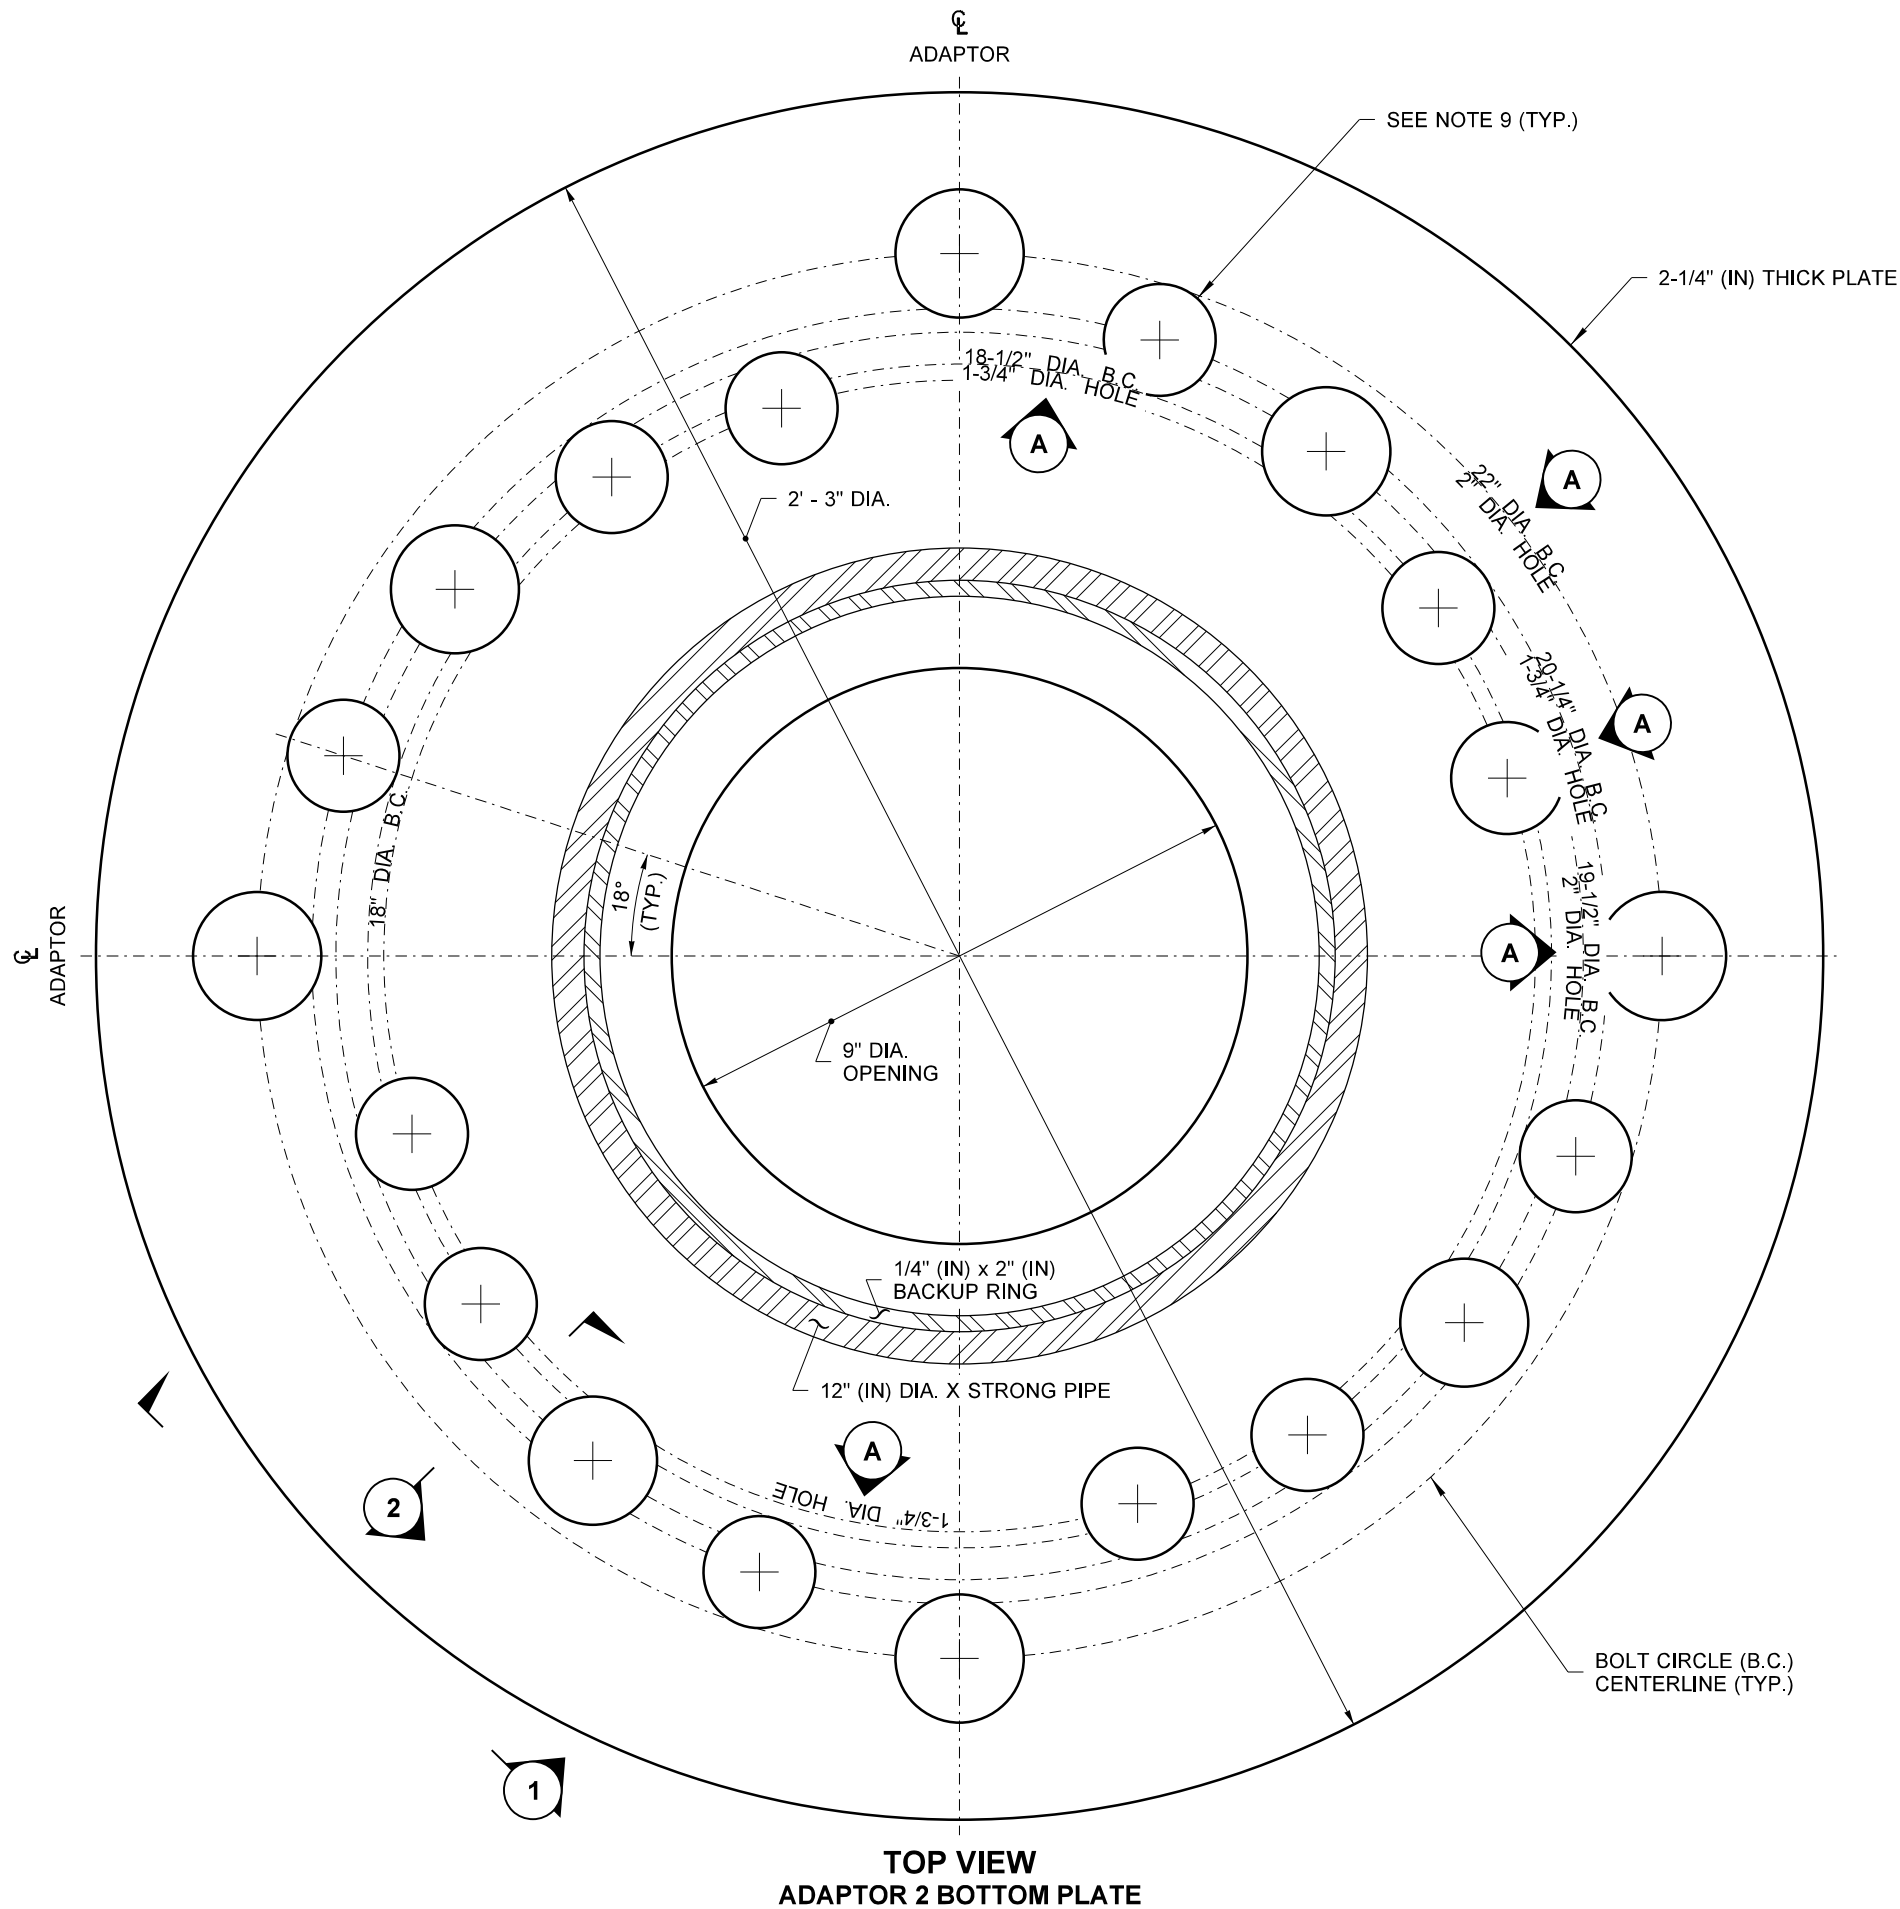 ℄
ADAPTOR
SEE NOTE 9 (TYP.)
2-1/4" (IN) THICK PLATE
18-1/2" DIA. B.C.
1-3/4" DIA. HOLE
A
22" DIA. B.C.
2" DIA. HOLE
A
2' - 3" DIA.
20-1/4" DIA. B.C.
1-3/4" DIA. HOLE
A
18" DIA. B.C.
18°
(TYP.)
19-1/2" DIA. B.C
2" DIA. HOLE
A
℄
ADAPTOR
9" DIA.
OPENING
1/4" (IN) x 2" (IN)
BACKUP RING
12" (IN) DIA. X STRONG PIPE
A
1-3/4" DIA. HOLE
2
1
BOLT CIRCLE (B.C.)
CENTERLINE (TYP.)
TOP VIEW
ADAPTOR 2 BOTTOM PLATE